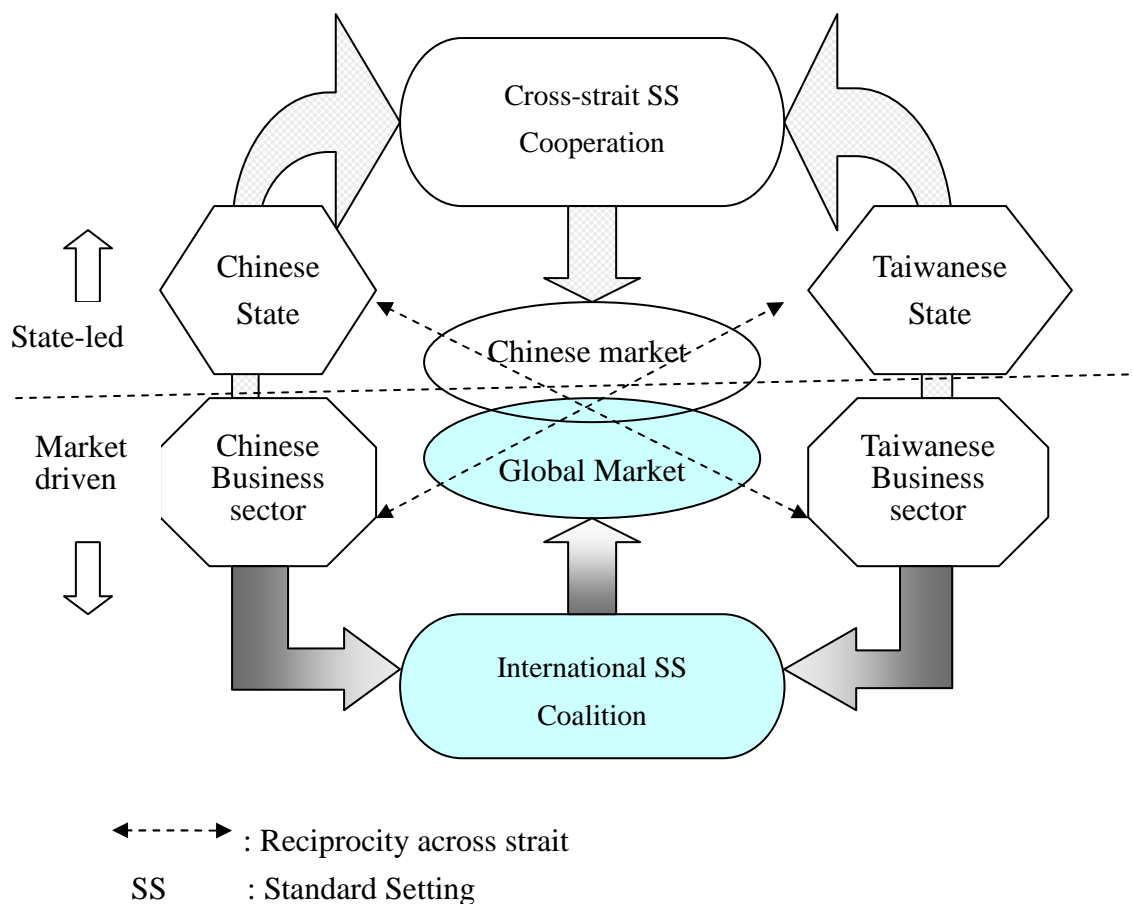 Cross-strait SS
Cooperation
Chinese
State
Taiwanese
State
State-led
Chinese market
Market
driven
Chinese
Business
sector
Global Market
Taiwanese
Business
sector
International SS
Coalition
: Reciprocity across strait
SS : Standard Setting